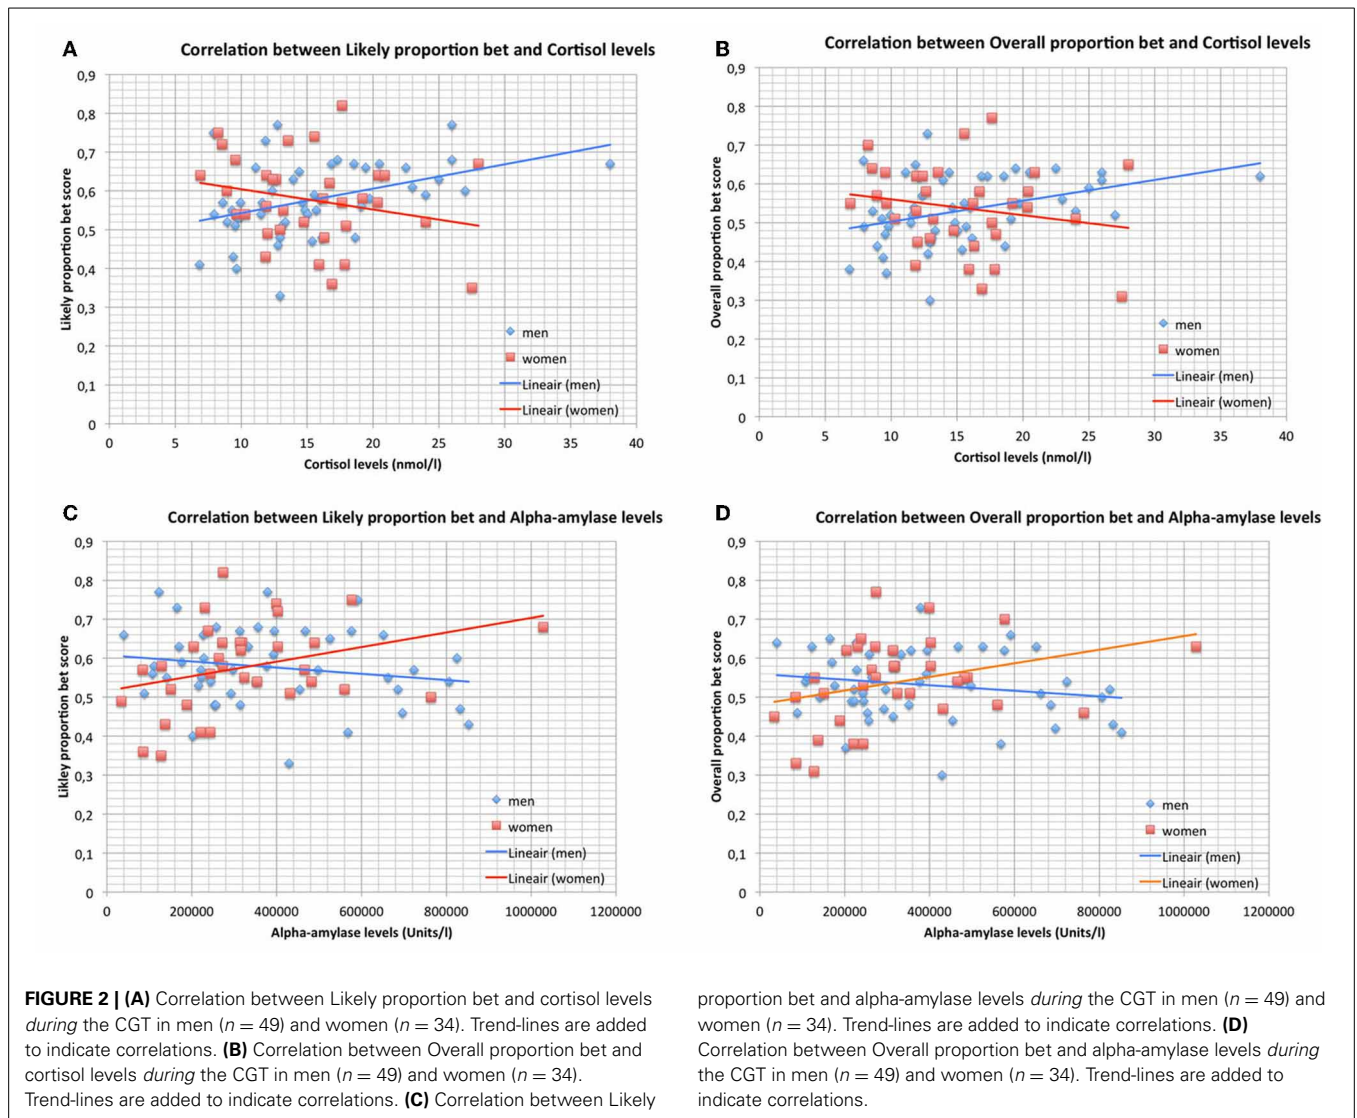 A
Correlation between Likely proportion bet and Cortisol levels
Likely proportion bet score
0,9
0,8
0,7
0,6
0,5
0,4
0,3
0,2
0,1
0
0 5 10 15 20 25 30 35 40
Cortisol levels (nmol/l)
men
women
Lineair (men)
Lineair (women)
B
Correlation between Overall proportion bet and Cortisol levels
Overall proportion bet score
0,9
0,8
0,7
0,6
0,5
0,4
0,3
0,2
0,1
0
0 5 10 15 20 25 30 35 40
Cortisol levels (nmol/l)
men
women
Lineair (men)
Lineair (women)
C
Correlation between Likely proportion bet and Alpha-amylase levels
Likley proportion bet score
0,9
0,8
0,7
0,6
0,5
0,4
0,3
0,2
0,1
0
0 200000 400000 600000 800000 1000000 1200000
Alpha-amylase levels (Units/l)
men
women
Lineair (men)
Lineair (women)
D
Correlation between Overall proportion bet and Alpha-amylase levels
Overall proportion bet score
0,9
0,8
0,7
0,6
0,5
0,4
0,3
0,2
0,1
0
0 200000 400000 600000 800000 1000000 1200000
Alpha-amylase levels (Units/l)
men
women
Lineair (men)
Lineair (women)
FIGURE 2 | (A) Correlation between Likely proportion bet and cortisol levels
during the CGT in men (n = 49) and women (n = 34). Trend-lines are added
to indicate correlations. (B) Correlation between Overall proportion bet and
cortisol levels during the CGT in men (n = 49) and women (n = 34).
Trend-lines are added to indicate correlations. (C) Correlation between Likely
proportion bet and alpha-amylase levels during the CGT in men (n = 49) and
women (n = 34). Trend-lines are added to indicate correlations. (D)
Correlation between Overall proportion bet and alpha-amylase levels during
the CGT in men (n = 49) and women (n = 34). Trend-lines are added to
indicate correlations.